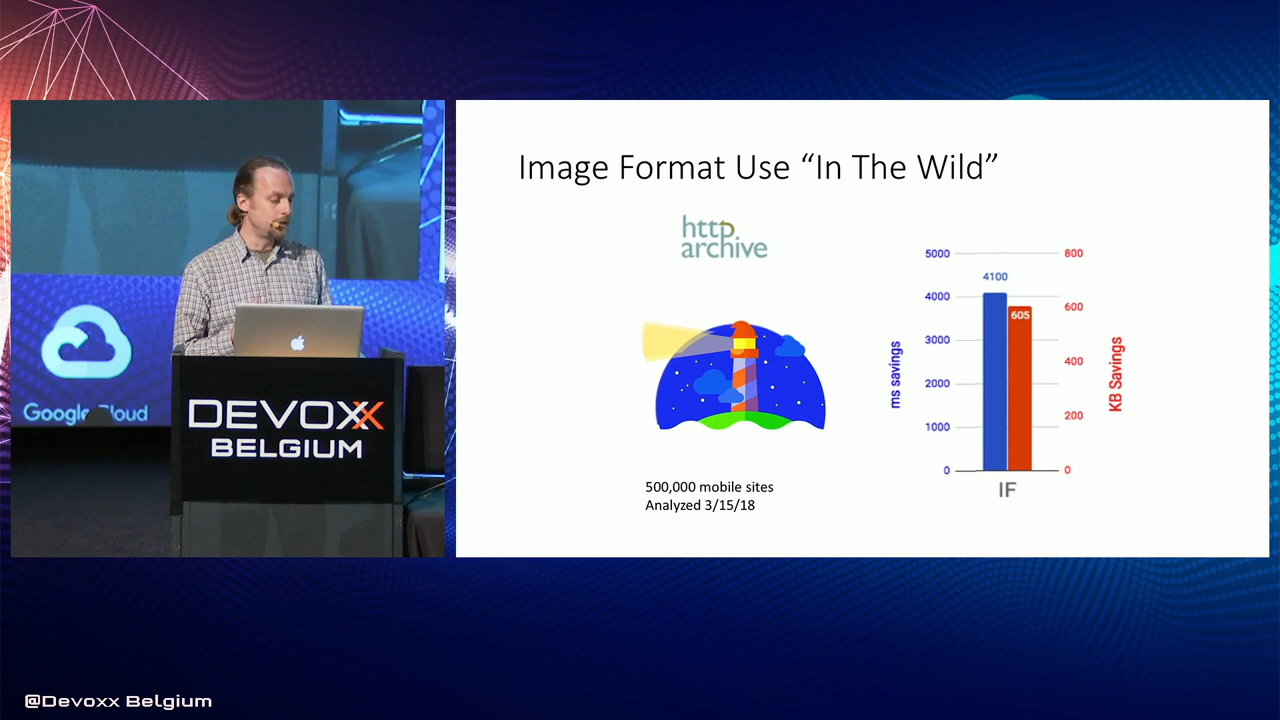 Google Cloud
DEVOXX
BELGIUM
Image Format Use “In The Wild”
http
archive
500,000 mobile sites
Analyzed 3/15/18
ms savings
5000
4000
3000
2000
1000
0
4100
605
IF
800
600
400
200
0
KB Savings
@Devoxx Belgium